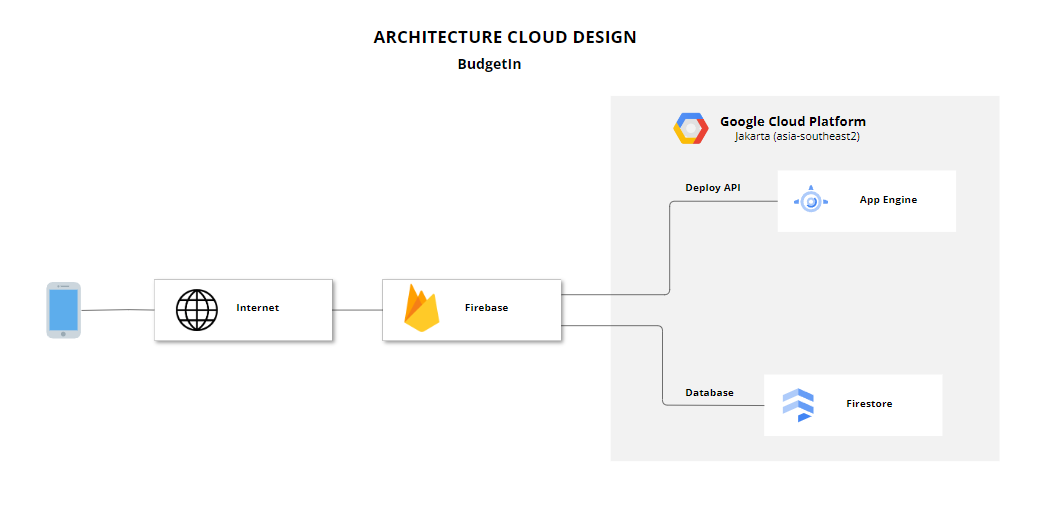 ARCHITECTURE CLOUD DESIGN
BudgetIn
Google Cloud Platform
Jakarta (asia-southeast2)
Deploy API
App Engine
Internet
Firebase
Database
Firestore